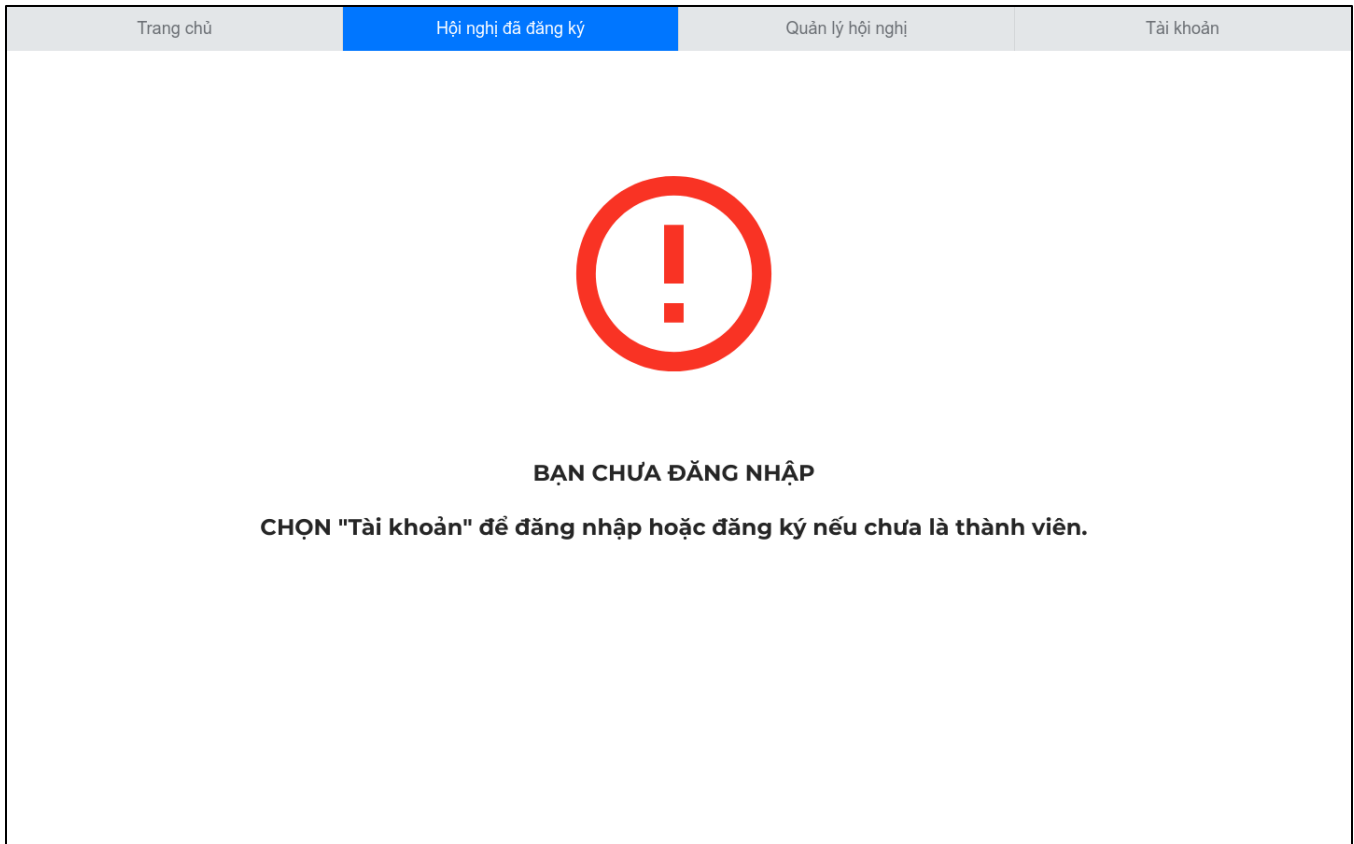 Trang chủ
Hội nghị đã đăng ký
Quản lý hội nghị
Tài khoản
BẠN CHƯA ĐĂNG NHẬP
CHỌN "Tài khoản" để đăng nhập hoặc đăng ký nếu chưa là thành viên.